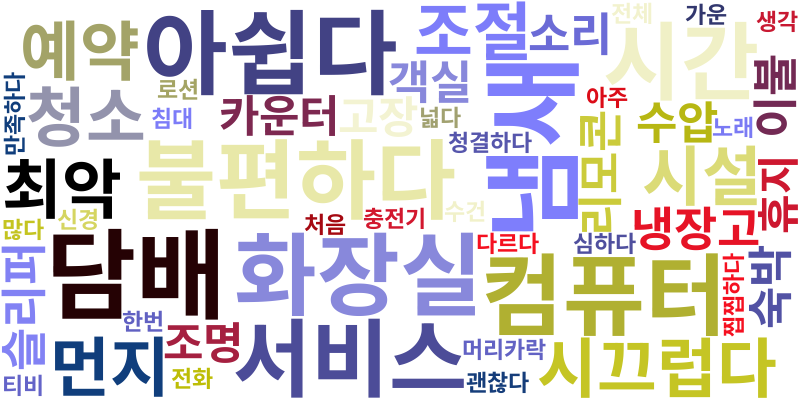 예약
아쉽다
조절
소리
전체
가운
생각
시간
객실
로션
침대
만족하다
청소
카운터
고장
넓다
청결하다
냄새
아주
리모콘
수압
노래
이불
최악
불편하다
시설
휴지
많다
신경
처음
충전기
수건
다르다
심하다
냉장고
찝찝하다
숙박
슬리퍼
담배
화장실
컴퓨터
한번
조명
먼지
티비
전화
서비스
머리카락
괜찮다
시끄럽다